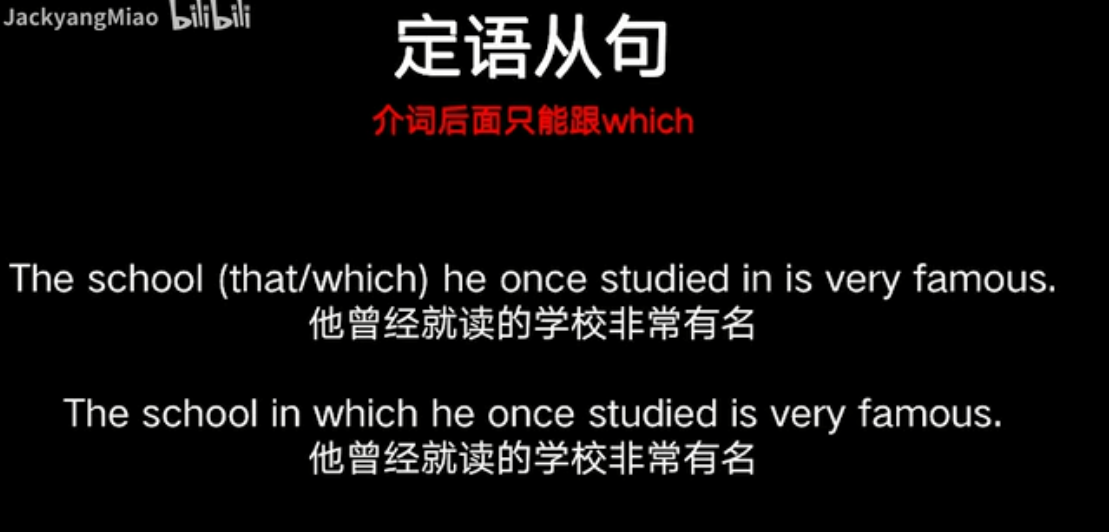 JackyangMiao bilibili
定语从句
介词后面只能跟which
The school (that/which) he once studied in is very famous.
他曾经就读的学校非常有名
The school in which he once studied is very famous.
他曾经就读的学校非常有名